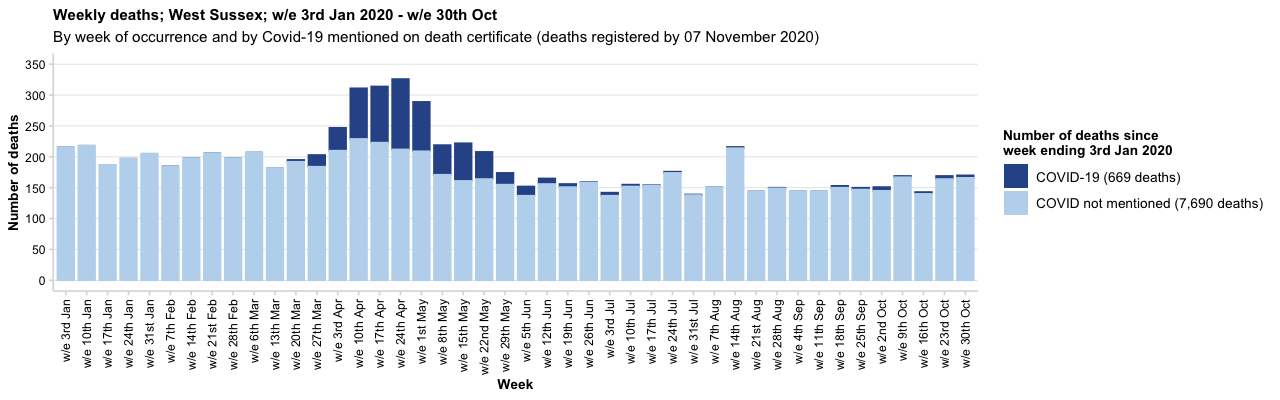 Weekly deaths; West Sussex; w/e 3rd Jan 2020 - w/e 30th Oct
By week of occurrence and by Covid-19 mentioned on death certificate (deaths registered by 07 November 2020)
Number of deaths
350
300
250
200
150
100
50
0
w/e 3rd Jan
w/e 10th Jan
w/e 17th Jan
w/e 24th Jan
w/e 31st Jan
w/e 7th Feb
w/e 14th Feb
w/e 21st Feb
w/e 28th Feb
w/e 6th Mar
w/e 13th Mar
w/e 20th Mar
w/e 27th Mar
w/e 3rd Apr
w/e 10th Apr
w/e 17th Apr
w/e 24th Apr
w/e 1st May
w/e 8th May
w/e 15th May
w/e 22nd May
w/e 29th May
w/e 5th Jun
w/e 12th Jun
w/e 19th Jun
w/e 26th Jun
w/e 3rd Jul
w/e 10th Jul
w/e 17th Jul
w/e 24th Jul
w/e 31st Jul
w/e 7th Aug
w/e 14th Aug
w/e 21st Aug
w/e 28th Aug
w/e 4th Sep
w/e 11th Sep
w/e 18th Sep
w/e 25th Sep
w/e 2nd Oct
w/e 9th Oct
w/e 16th Oct
w/e 23rd Oct
w/e 30th Oct
Week
Number of deaths since
week ending 3rd Jan 2020
COVID-19 (669 deaths)
COVID not mentioned (7,690 deaths)